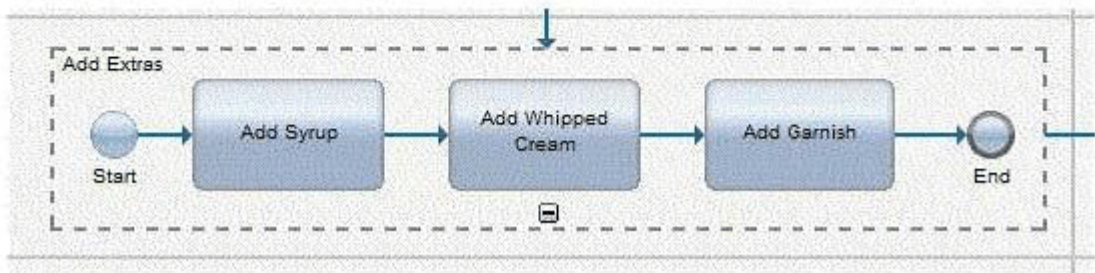 Add Extras
Add Syrup
Add Whipped
Cream
Add Garnish
Start
End